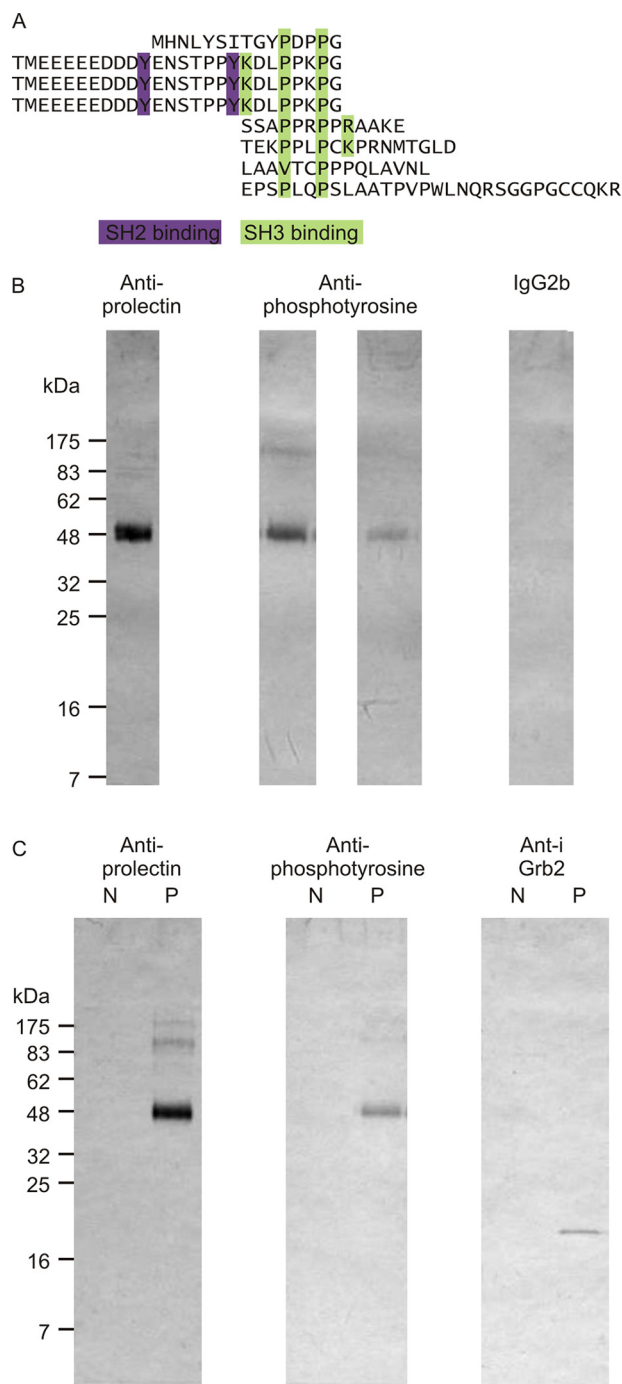 A
MHNLYSITGYPDPPG
TMEEEEEDDDYENSTPPYKDLPPKPG
TMEEEEEDDDYENSTPPYKDLPPKPG
TMEEEEEDDDYENSTPPYKDLPPKPG
SSAPPRPPRAAKE
TEKPPLPCKPRNMTGLD
LAAVTCPPPQLAVNL
EPSPLQPSLAATPVPWLNQRSGGPGCCQKR
SH2 binding SH3 binding
B
Anti-
prolectin
Anti-
phosphotyrosine
IgG2b
kDa
175
83
62
48
32
25
16
7
C
Anti-
prolectin
Anti-
phosphotyrosine
Ant-i
Grb2
N P N P N P
kDa
175
83
62
48
32
25
16
7